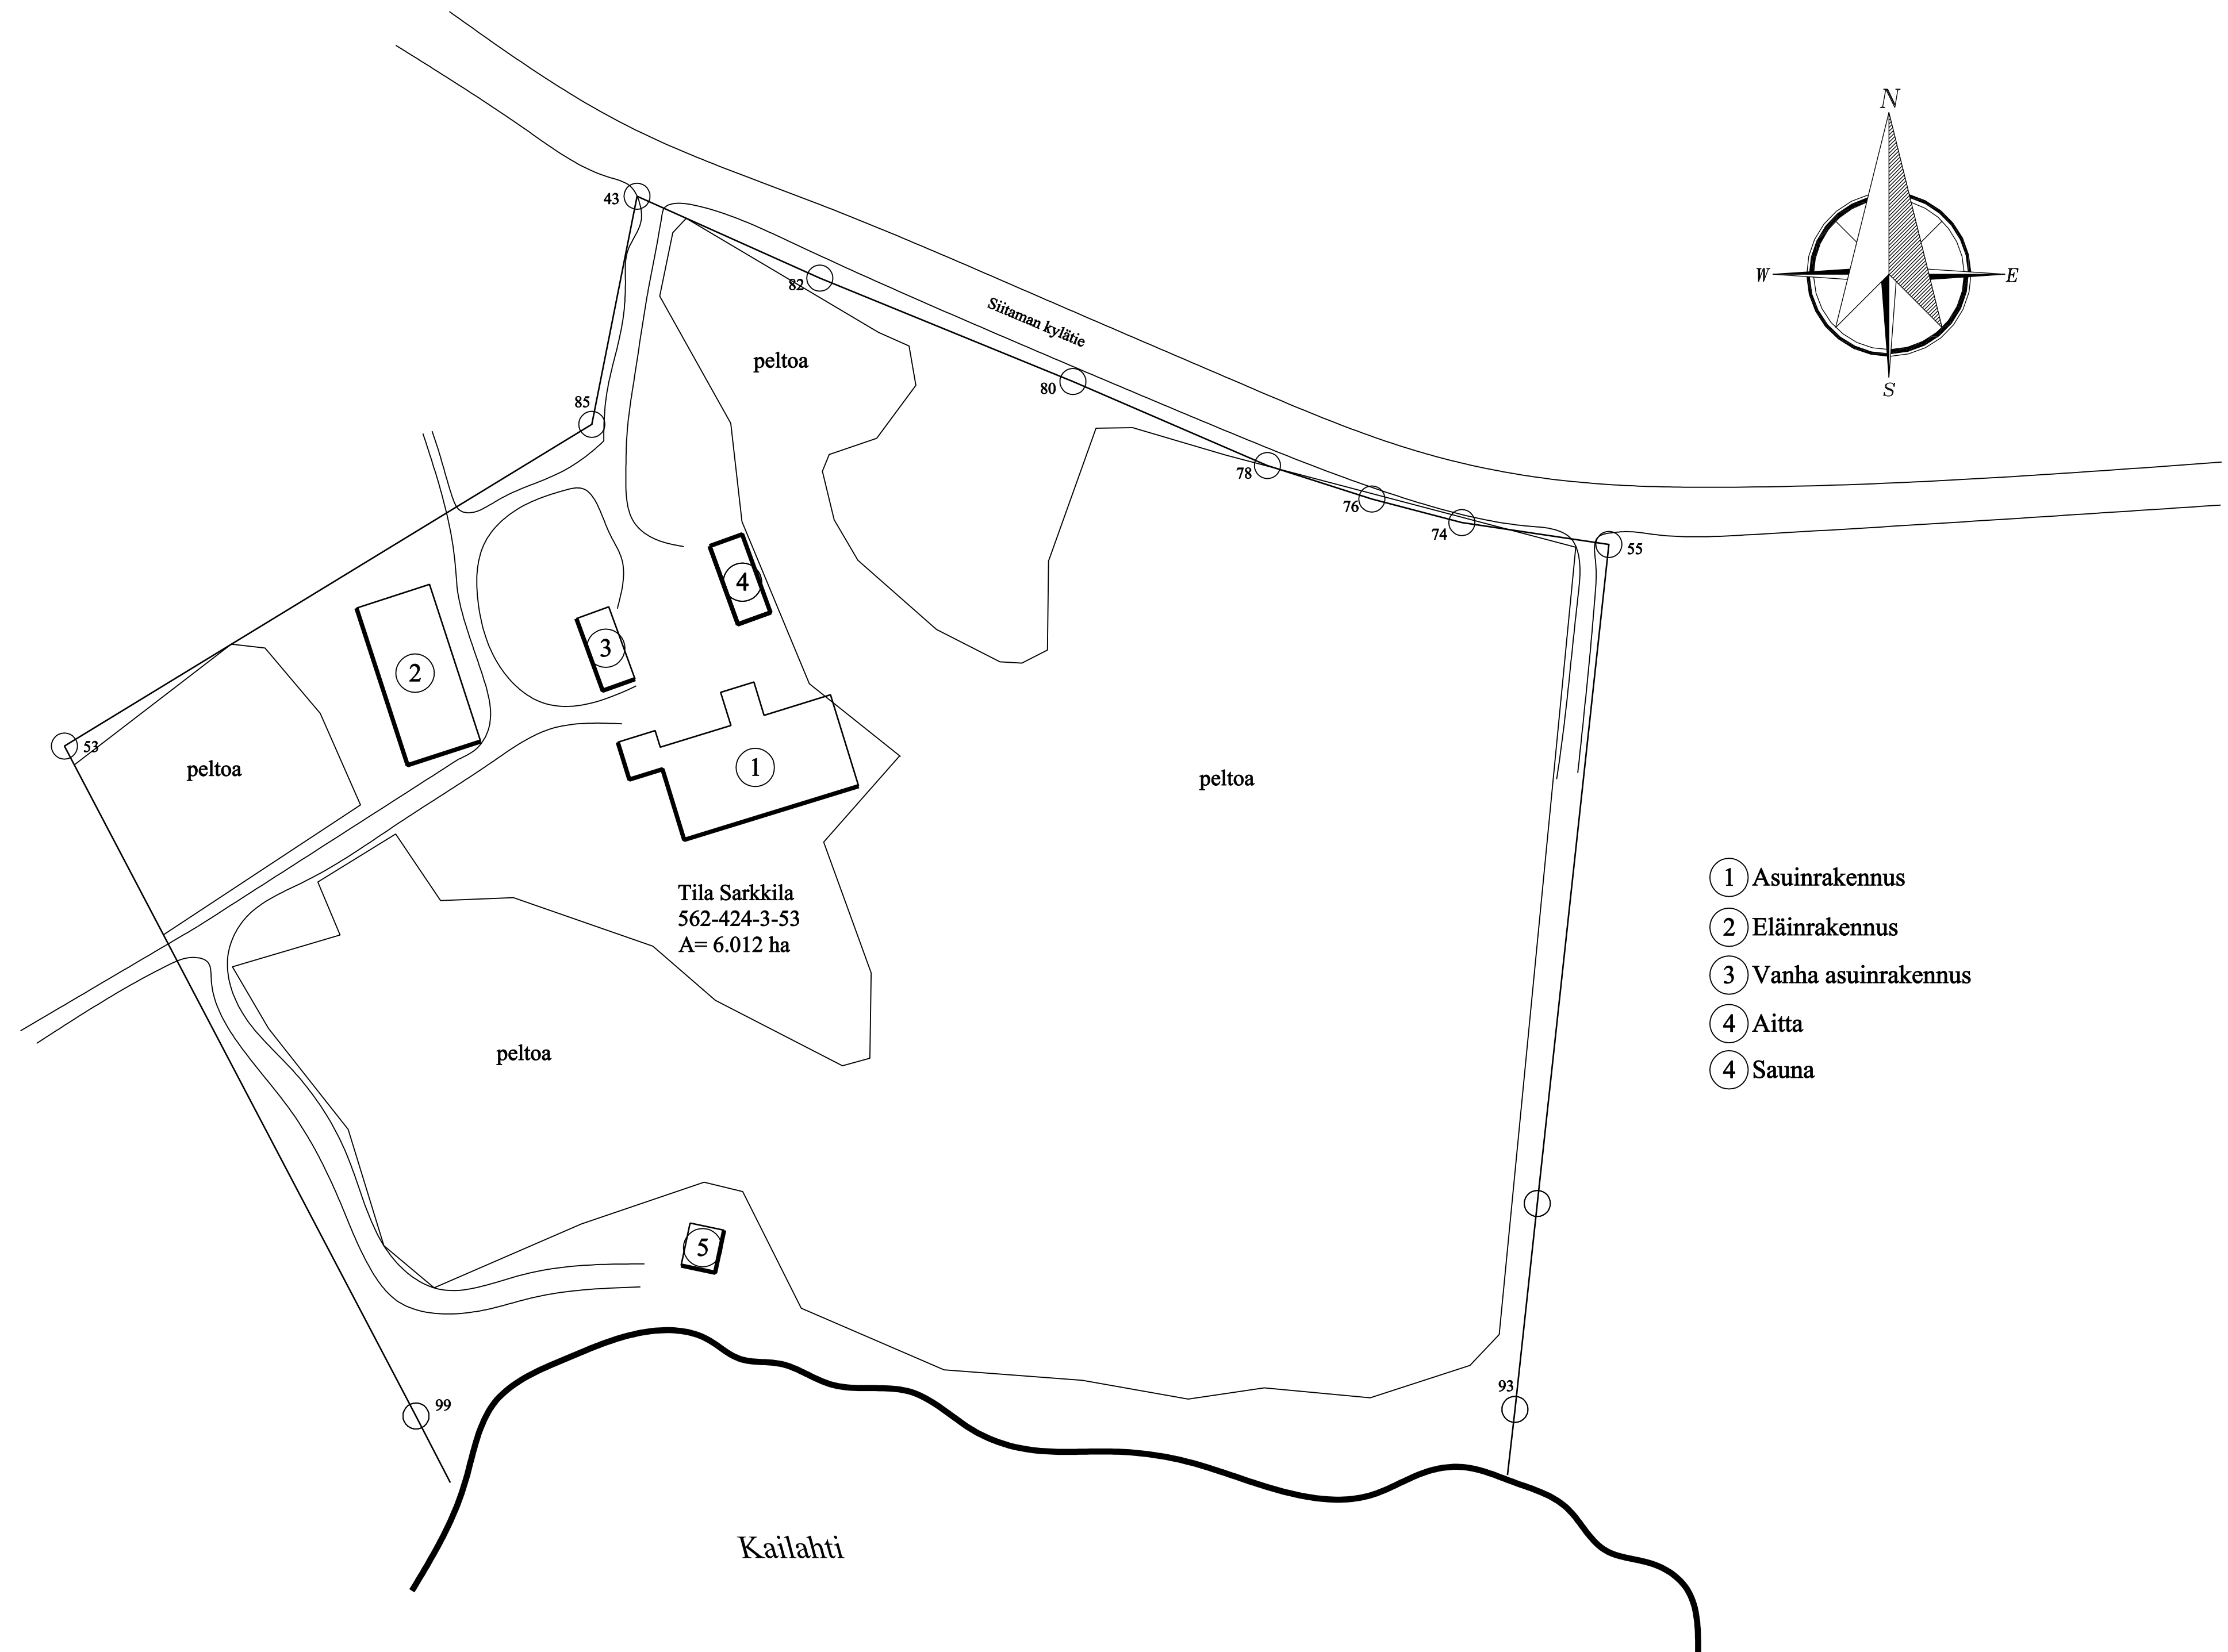 N
W
E
S
43
82
Siitaman kylätie
peltoa
80
85
78
76
74
55
4
3
2
53
peltoa
1
peltoa
Tila Sarkkila
562-424-3-53
A= 6.012 ha
1 Asuinrakennus
2 Eläinrakennus
3 Vanha asuinrakennus
4 Aitta
4 Sauna
peltoa
5
93
99
Kailahti